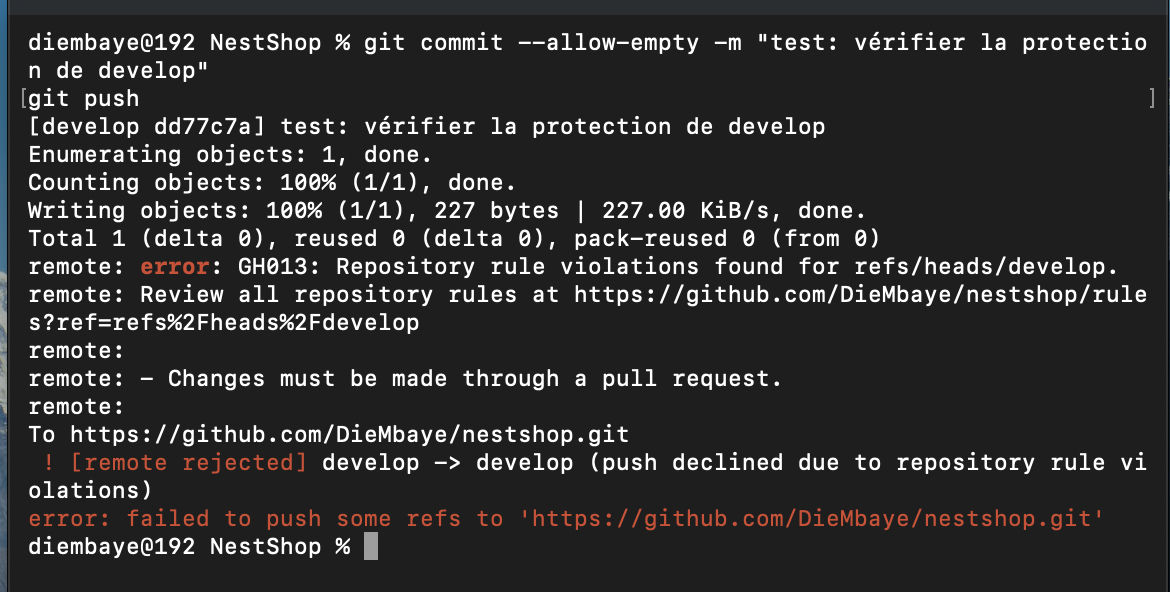 diembaye@192 NestShop % git commit --allow-empty -m "test: vérifier la protectio
n de develop"
[git push ]
[develop dd77c7a] test: vérifier la protection de develop
Enumerating objects: 1, done.
Counting objects: 100% (1/1), done.
Writing objects: 100% (1/1), 227 bytes | 227.00 KiB/s, done.
Total 1 (delta 0), reused 0 (delta 0), pack-reused 0 (from 0)
remote: error: GH013: Repository rule violations found for refs/heads/develop.
remote: Review all repository rules at https://github.com/DieMbaye/nestshop/rule
s?ref=refs%2Fheads%2Fdevelop
remote:
remote: - Changes must be made through a pull request.
remote:
To https://github.com/DieMbaye/nestshop.git
 ! [remote rejected] develop -> develop (push declined due to repository rule vi
olations)
error: failed to push some refs to 'https://github.com/DieMbaye/nestshop.git'
diembaye@192 NestShop %